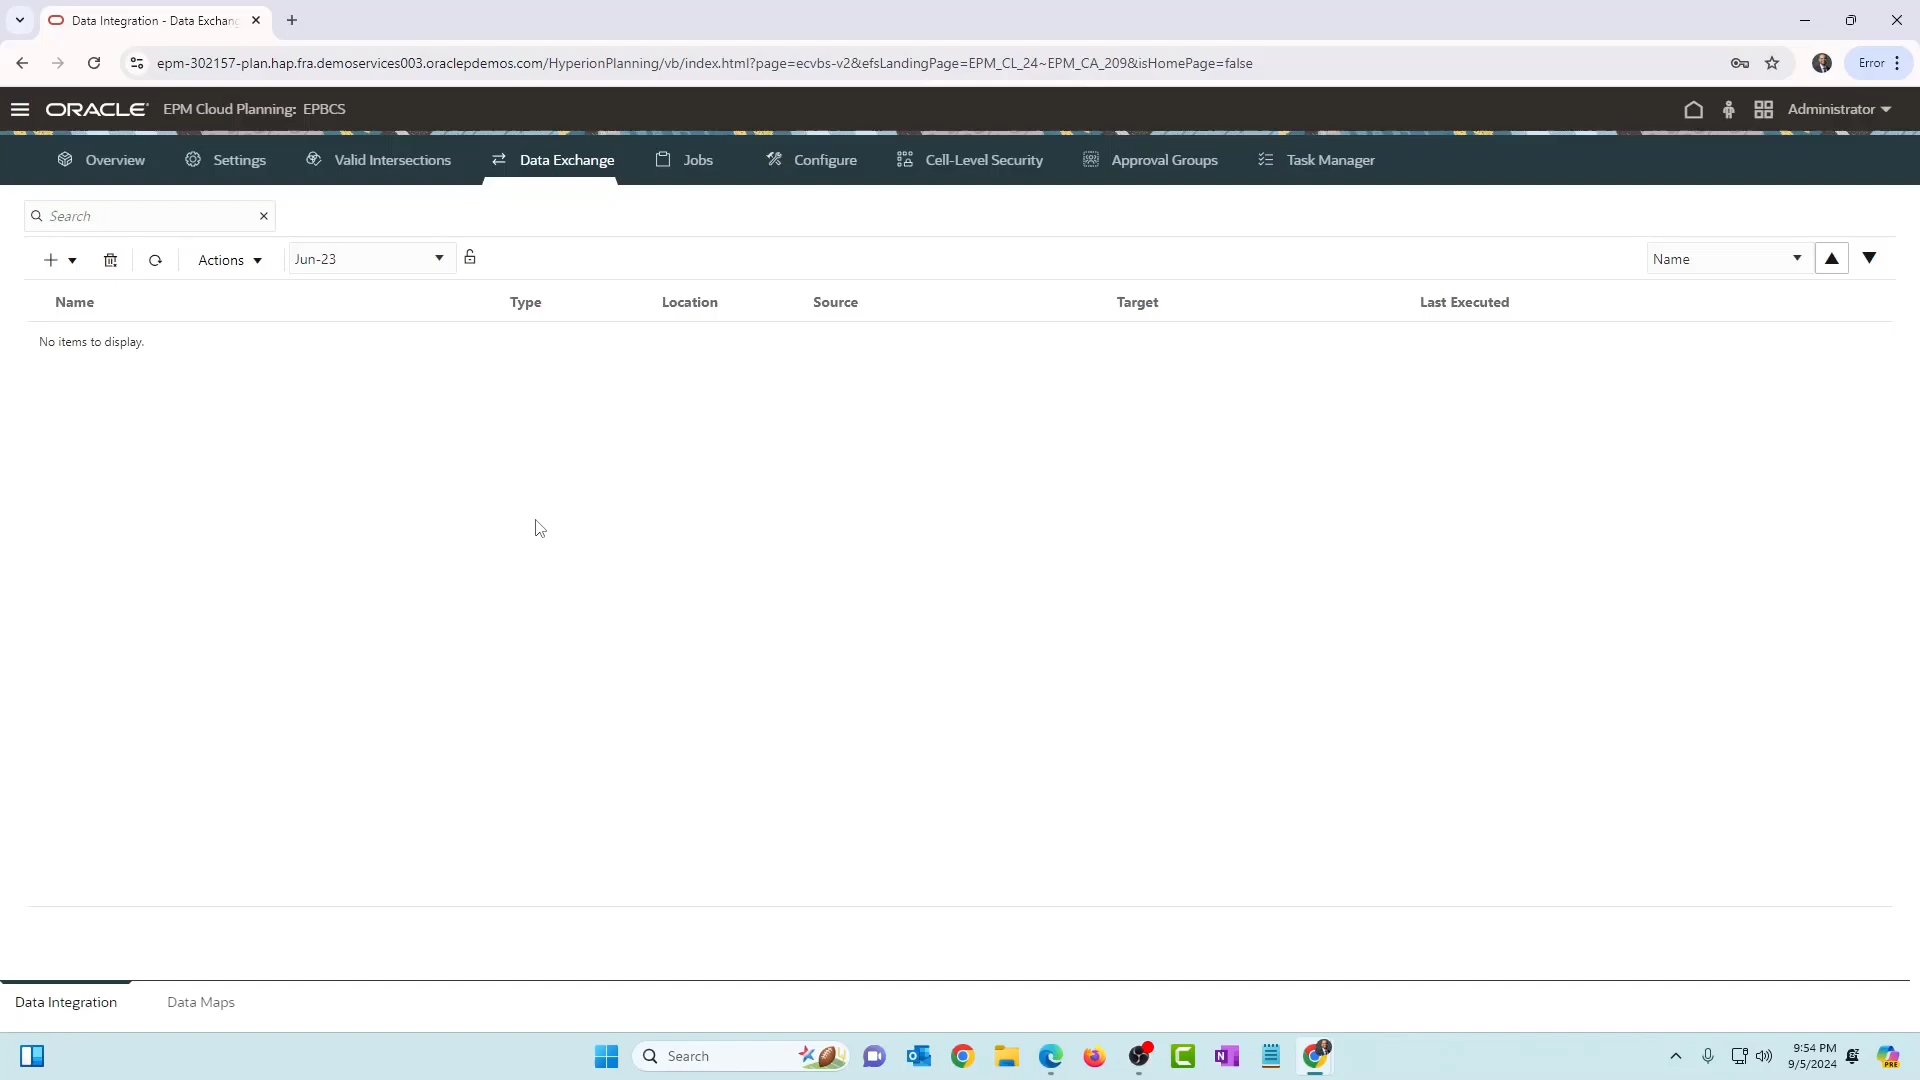 Data Integration - Data Exchang
epm-302157-plan.hap.fra.demoservices003.oraclepdemos.com/HyperionPlanning/vb/index.html?page=ecvbs-v2&efsLandingPage=EPM_CL_24~EPM_CA_209&isHomePage=false
Error
ORACLE® EPM Cloud Planning: EPBCS
Administrator
Overview Settings Valid Intersections Data Exchange Jobs Configure Cell-Level Security Approval Groups Task Manager
Search
Actions Jun-23 Name
Name Type Location Source Target Last Executed
No items to display.
Data Integration Data Maps
Search
9:54 PM
9/5/2024
PRE